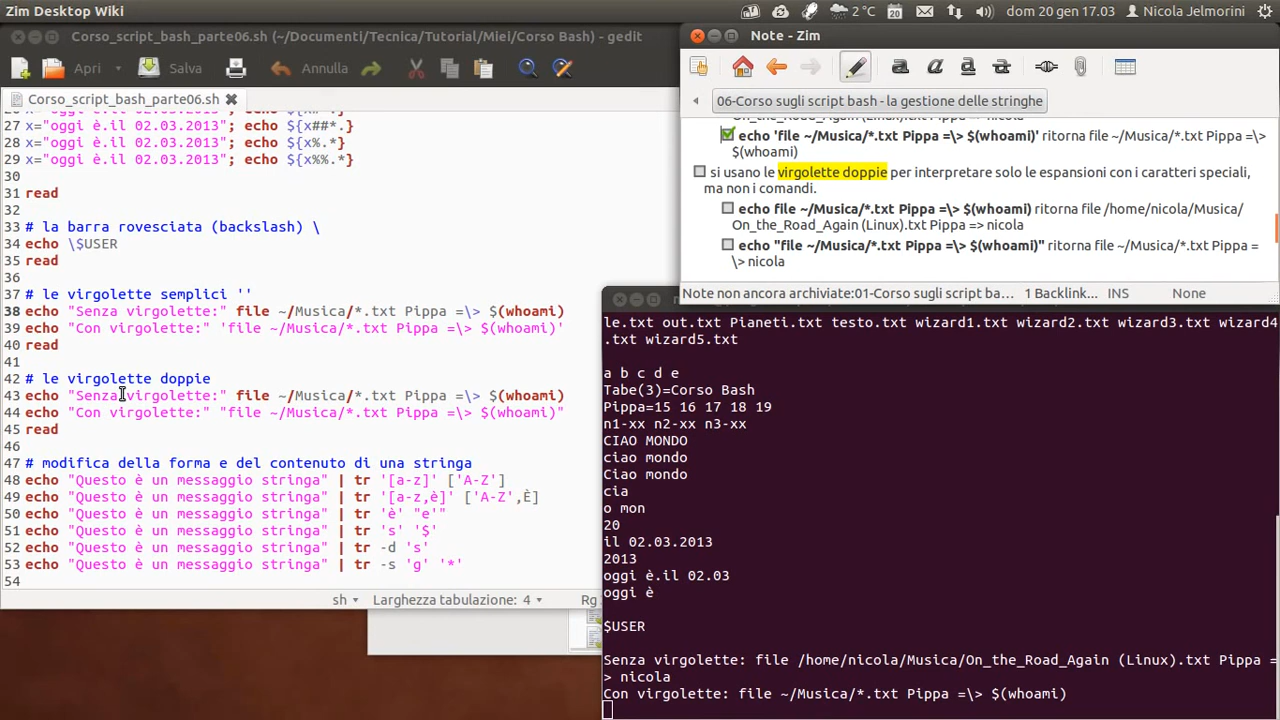 Zim Desktop Wiki
2 °C
20
dom 20 gen 17.03
Nicola Jelmorini
Corso_script_bash_parte06.sh (~/Documenti/Tecnica/Tutorial/Miei/Corso Bash) - gedit
Apri
Salva
Annulla
Corso_script_bash_parte06.sh
27 x="oggi è.il 02.03.2013"; echo ${x##*.}
28 x="oggi è.il 02.03.2013"; echo ${x%.*}
29 x="oggi è.il 02.03.2013"; echo ${x%%.*}
30
31 read
32
33 # la barra rovesciata (backslash) \
34 echo \$USER
35 read
36
37 # le virgolette semplici ''
38 echo "Senza virgolette:" file ~/Musica/*.txt Pippa =\> $(whoami)
39 echo "Con virgolette:" 'file ~/Musica/*.txt Pippa =\> $(whoami)'
40 read
41
42 # le virgolette doppie
43 echo "Senza virgolette:" file ~/Musica/*.txt Pippa =\> $(whoami)
44 echo "Con virgolette:" "file ~/Musica/*.txt Pippa =\> $(whoami)"
45 read
46
47 # modifica della forma e del contenuto di una stringa
48 echo "Questo è un messaggio stringa" | tr '[a-z]' ['A-Z']
49 echo "Questo è un messaggio stringa" | tr '[a-z,è]' ['A-Z',È]
50 echo "Questo è un messaggio stringa" | tr 'è' "e'"
51 echo "Questo è un messaggio stringa" | tr 's' '$'
52 echo "Questo è un messaggio stringa" | tr -d 's'
53 echo "Questo è un messaggio stringa" | tr -s 'g' '*'
54
sh
Larghezza tabulazione: 4
Rg
Note - Zim
06-Corso sugli script bash - la gestione delle stringhe
echo 'file ~/Musica/*.txt Pippa =\> $(whoami)' ritorna file ~/Musica/*.txt Pippa =\>
$(whoami)
si usano le virgolette doppie per interpretare solo le espansioni con i caratteri speciali,
ma non i comandi.
echo file ~/Musica/*.txt Pippa =\> $(whoami) ritorna file /home/nicola/Musica/
On_the_Road_Again (Linux).txt Pippa => nicola
echo "file ~/Musica/*.txt Pippa =\> $(whoami)" ritorna file ~/Musica/*.txt Pippa =
\> nicola
Note non ancora archiviate:01-Corso sugli script ba...
1 Backlink...
INS
None
le.txt out.txt Pianeti.txt testo.txt wizard1.txt wizard2.txt wizard3.txt wizard4
.txt wizard5.txt
a b c d e
Tabe(3)=Corso Bash
Pippa=15 16 17 18 19
n1-xx n2-xx n3-xx
CIAO MONDO
ciao mondo
Ciao mondo
cia
o mon
20
il 02.03.2013
2013
oggi è.il 02.03
oggi è
$USER
Senza virgolette: file /home/nicola/Musica/On_the_Road_Again (Linux).txt Pippa =
> nicola
Con virgolette: file ~/Musica/*.txt Pippa =\> $(whoami)